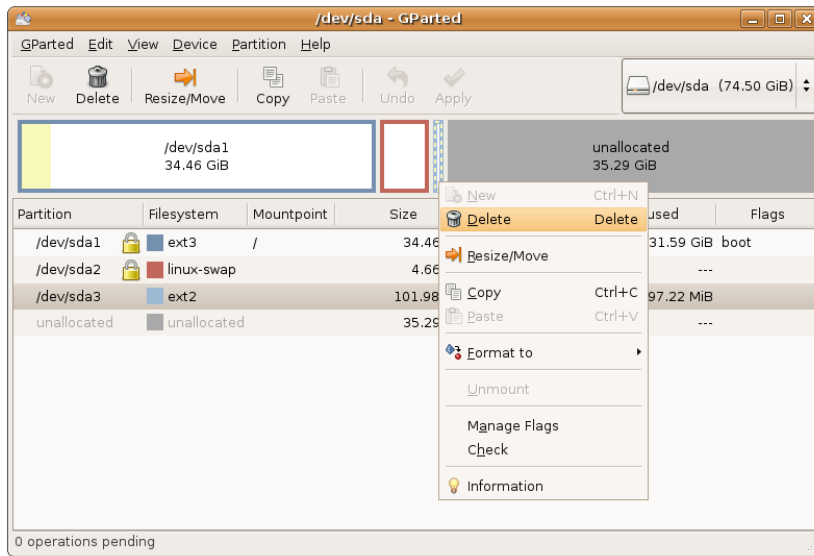 /dev/sda - GParted
GParted Edit View Device Partition Help
New Delete Resize/Move Copy Paste Undo Apply /dev/sda (74.50 GiB)
/dev/sda1
34.46 GiB
unallocated
35.29 GiB
Partition Filesystem Mountpoint Size Flags
/dev/sda1 ext3 / 34.46 31.59 GiB boot
/dev/sda2 linux-swap 4.66 ---
/dev/sda3 ext2 101.98 97.22 MiB
unallocated unallocated 35.29 ---
New Ctrl+N
Delete Delete
Resize/Move
Copy Ctrl+C
Paste Ctrl+V
Format to
Unmount
Manage Flags
Check
Information
0 operations pending